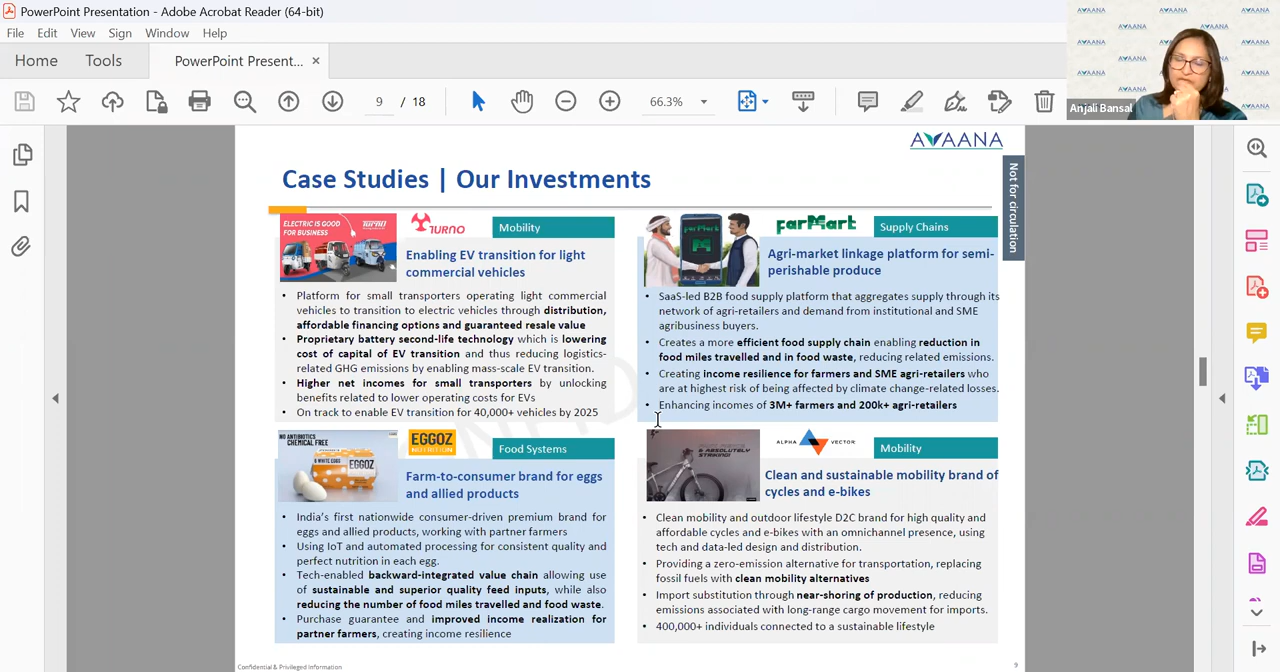 PowerPoint Presentation - Adobe Acrobat Reader (64-bit)
File Edit View Sign Window Help
Home Tools PowerPoint Present... ×
9 / 18 66.3%
AVAANA
Anjali Bansal
AVAANA
Not for circulation
Case Studies | Our Investments
ELECTRIC IS GOOD
FOR BUSINESS
TURNO
Mobility
Enabling EV transition for light
commercial vehicles
• Platform for small transporters operating light commercial
vehicles to transition to electric vehicles through distribution,
affordable financing options and guaranteed resale value
• Proprietary battery second-life technology which is lowering
cost of capital of EV transition and thus reducing logistics-
related GHG emissions by enabling mass-scale EV transition.
• Higher net incomes for small transporters by unlocking
benefits related to lower operating costs for EVs
• On track to enable EV transition for 40,000+ vehicles by 2025
farMart
Supply Chains
Agri-market linkage platform for semi-
perishable produce
• SaaS-led B2B food supply platform that aggregates supply through its
network of agri-retailers and demand from institutional and SME
agribusiness buyers.
• Creates a more efficient food supply chain enabling reduction in
food miles travelled and in food waste, reducing related emissions.
• Creating income resilience for farmers and SME agri-retailers who
are at highest risk of being affected by climate change-related losses.
• Enhancing incomes of 3M+ farmers and 200k+ agri-retailers
NO ANTIBIOTICS
CHEMICAL FREE
EGGOZ
EGGOZ
Food Systems
Farm-to-consumer brand for eggs
and allied products
• India's first nationwide consumer-driven premium brand for
eggs and allied products, working with partner farmers
• Using IoT and automated processing for consistent quality and
perfect nutrition in each egg.
• Tech-enabled backward-integrated value chain allowing use
of sustainable and superior quality feed inputs, while also
reducing the number of food miles travelled and food waste.
• Purchase guarantee and improved income realization for
partner farmers, creating income resilience
& ABSOLUTELY
STRIKING!
ALPHA VECTOR
Mobility
Clean and sustainable mobility brand of
cycles and e-bikes
• Clean mobility and outdoor lifestyle D2C brand for high quality and
affordable cycles and e-bikes with an omnichannel presence, using
tech and data-led design and distribution.
• Providing a zero-emission alternative for transportation, replacing
fossil fuels with clean mobility alternatives
• Import substitution through near-shoring of production, reducing
emissions associated with long-range cargo movement for imports.
• 400,000+ individuals connected to a sustainable lifestyle
Confidential & Privileged Information
9